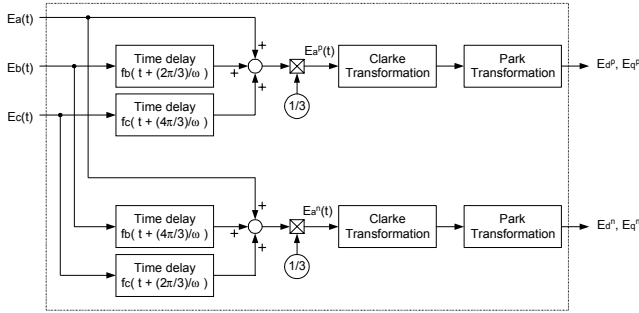 Ea(t)
Eb(t)
Ec(t)
Time delay
fb( t + (2π/3)/ω )
Time delay
fc( t + (4π/3)/ω )
+
+
+
1/3
Eaᵖ(t)
Clarke
Transformation
Park
Transformation
Edᵖ, Eqᵖ
Time delay
fb( t + (4π/3)/ω )
Time delay
fc( t + (2π/3)/ω )
+
+
+
1/3
Eaⁿ(t)
Clarke
Transformation
Park
Transformation
Edⁿ, Eqⁿ